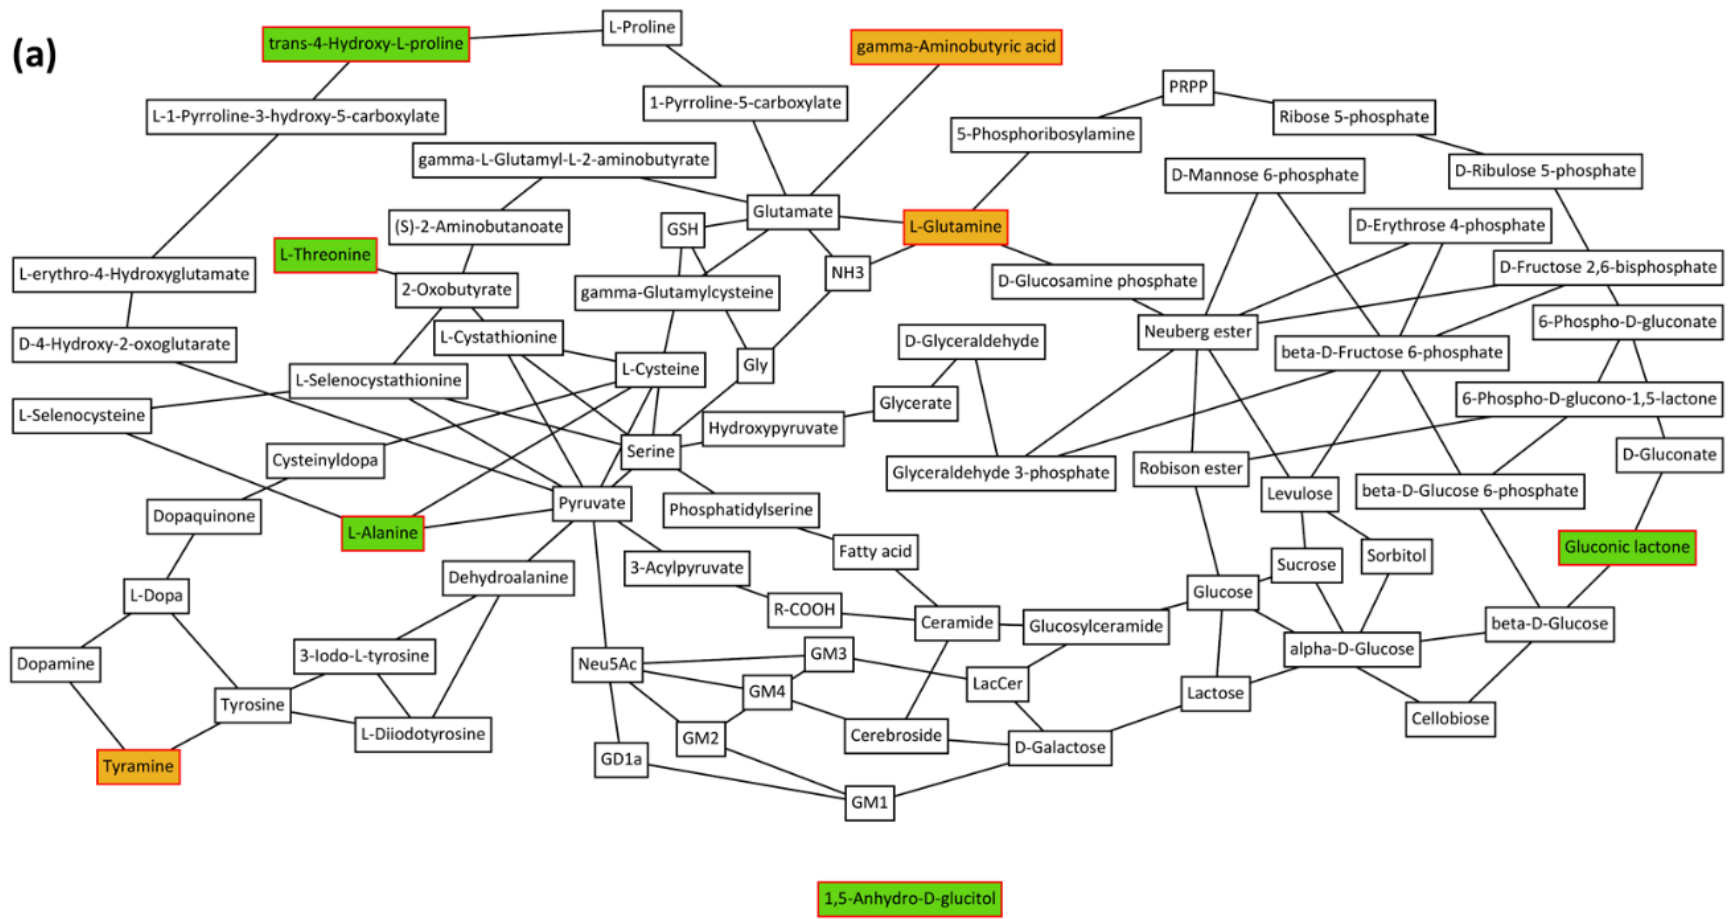 (a)
trans-4-Hydroxy-L-proline
L-Proline
gamma-Aminobutyric acid
L-1-Pyrroline-3-hydroxy-5-carboxylate
1-Pyrroline-5-carboxylate
PRPP
Ribose 5-phosphate
5-Phosphoribosylamine
gamma-L-Glutamyl-L-2-aminobutyrate
D-Mannose 6-phosphate
D-Ribulose 5-phosphate
(S)-2-Aminobutanoate
GSH
Glutamate
L-Glutamine
D-Erythrose 4-phosphate
L-Threonine
L-erythro-4-Hydroxyglutamate
2-Oxobutyrate
gamma-Glutamylcysteine
NH3
D-Glucosamine phosphate
D-Fructose 2,6-bisphosphate
D-4-Hydroxy-2-oxoglutarate
L-Cystathionine
D-Glyceraldehyde
Neuberg ester
6-Phospho-D-gluconate
beta-D-Fructose 6-phosphate
L-Selenocystathionine
L-Cysteine
Gly
L-Selenocysteine
Glycerate
6-Phospho-D-glucono-1,5-lactone
Hydroxypyruvate
Cysteinyldopa
Serine
Glyceraldehyde 3-phosphate
Robison ester
D-Gluconate
Dopaquinone
Pyruvate
Phosphatidylserine
Levulose
beta-D-Glucose 6-phosphate
L-Alanine
Fatty acid
Gluconic lactone
Dehydroalanine
3-Acylpyruvate
Sucrose
Sorbitol
L-Dopa
R-COOH
Ceramide
Glucosylceramide
Glucose
beta-D-Glucose
Dopamine
3-Iodo-L-tyrosine
Neu5Ac
GM3
alpha-D-Glucose
Tyrosine
GM4
LacCer
Lactose
L-Diiodotyrosine
GM2
Cerebroside
D-Galactose
Cellobiose
Tyramine
GD1a
GM1
1,5-Anhydro-D-glucitol